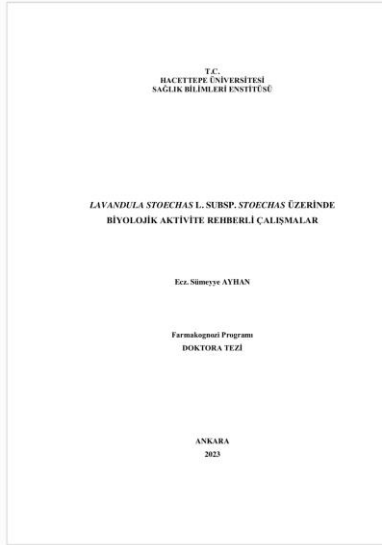 T.C.
HACETTEPE ÜNİVERSİTESİ
SAĞLIK BİLİMLERİ ENSTİTÜSÜ
LAVANDULA STOECHAS L. SUBSP. STOECHAS ÜZERİNDE
BİYOLOJİK AKTİVİTE REHBERLİ ÇALIŞMALAR
Ecz. Sümeyye AYHAN
Farmakognozi Programı
DOKTORA TEZİ
ANKARA
2023